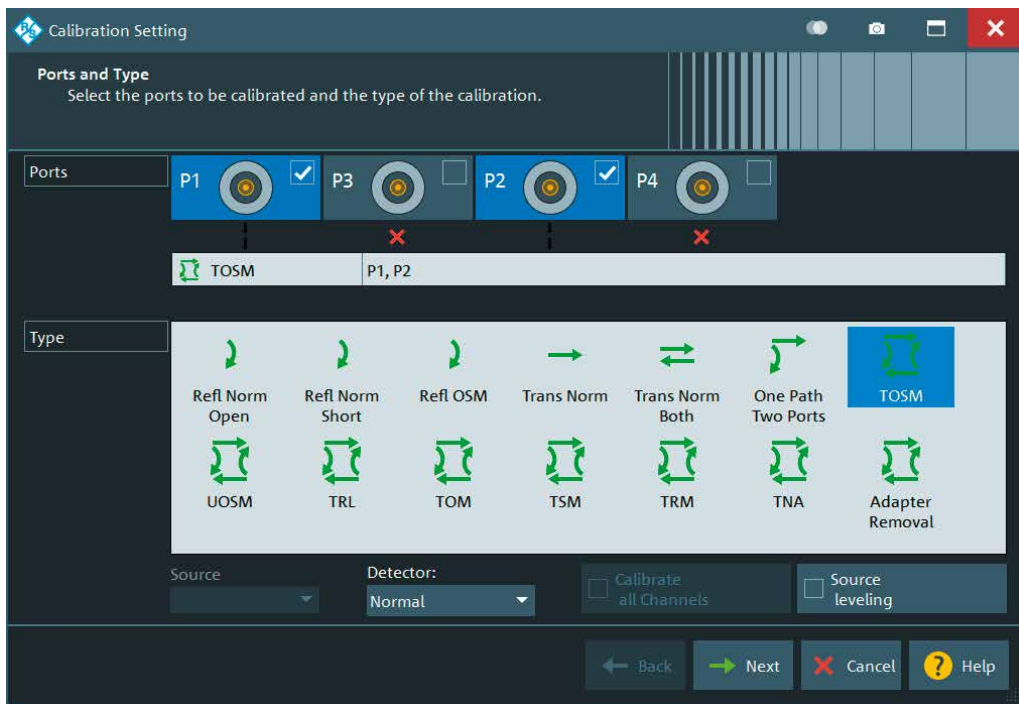 Calibration Setting
Ports and Type
Select the ports to be calibrated and the type of the calibration.
Ports
P1
P3
P2
P4
TOSM
P1, P2
Type
Refl Norm
Open
Refl Norm
Short
Refl OSM
Trans Norm
Trans Norm
Both
One Path
Two Ports
TOSM
UOSM
TRL
TOM
TSM
TRM
TNA
Adapter
Removal
Source
Detector:
Normal
Calibrate
all Channels
Source
leveling
Back
Next
Cancel
? Help